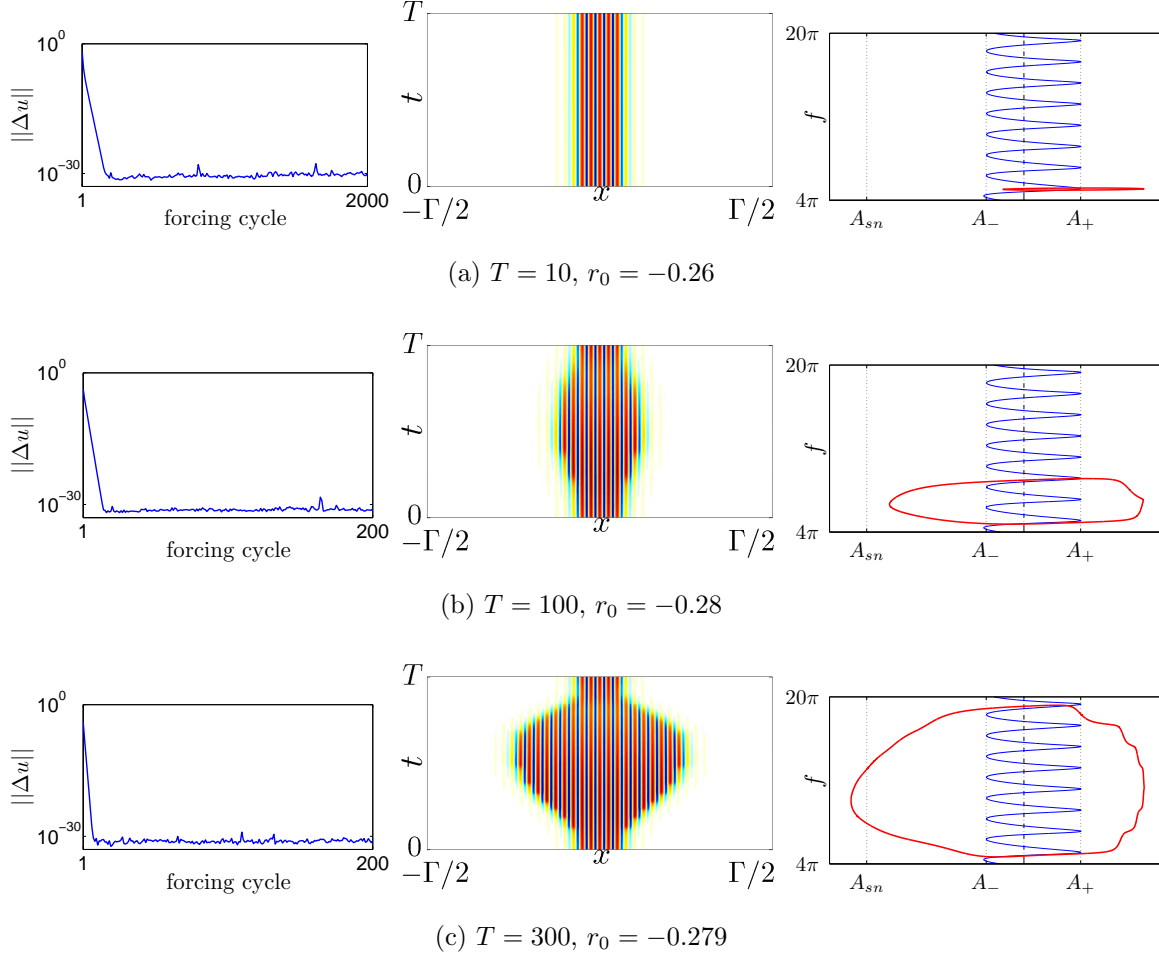 10^0
||Δu||
10^-30
1
2000
forcing cycle
T
t
0
x
−Γ/2
Γ/2
20π
f
4π
A_sn
A_−
A_+
(a) T = 10, r_0 = −0.26
10^0
||Δu||
10^-30
1
200
forcing cycle
T
t
0
x
−Γ/2
Γ/2
20π
f
4π
A_sn
A_−
A_+
(b) T = 100, r_0 = −0.28
10^0
||Δu||
10^-30
1
200
forcing cycle
T
t
0
x
−Γ/2
Γ/2
20π
f
4π
A_sn
A_−
A_+
(c) T = 300, r_0 = −0.279